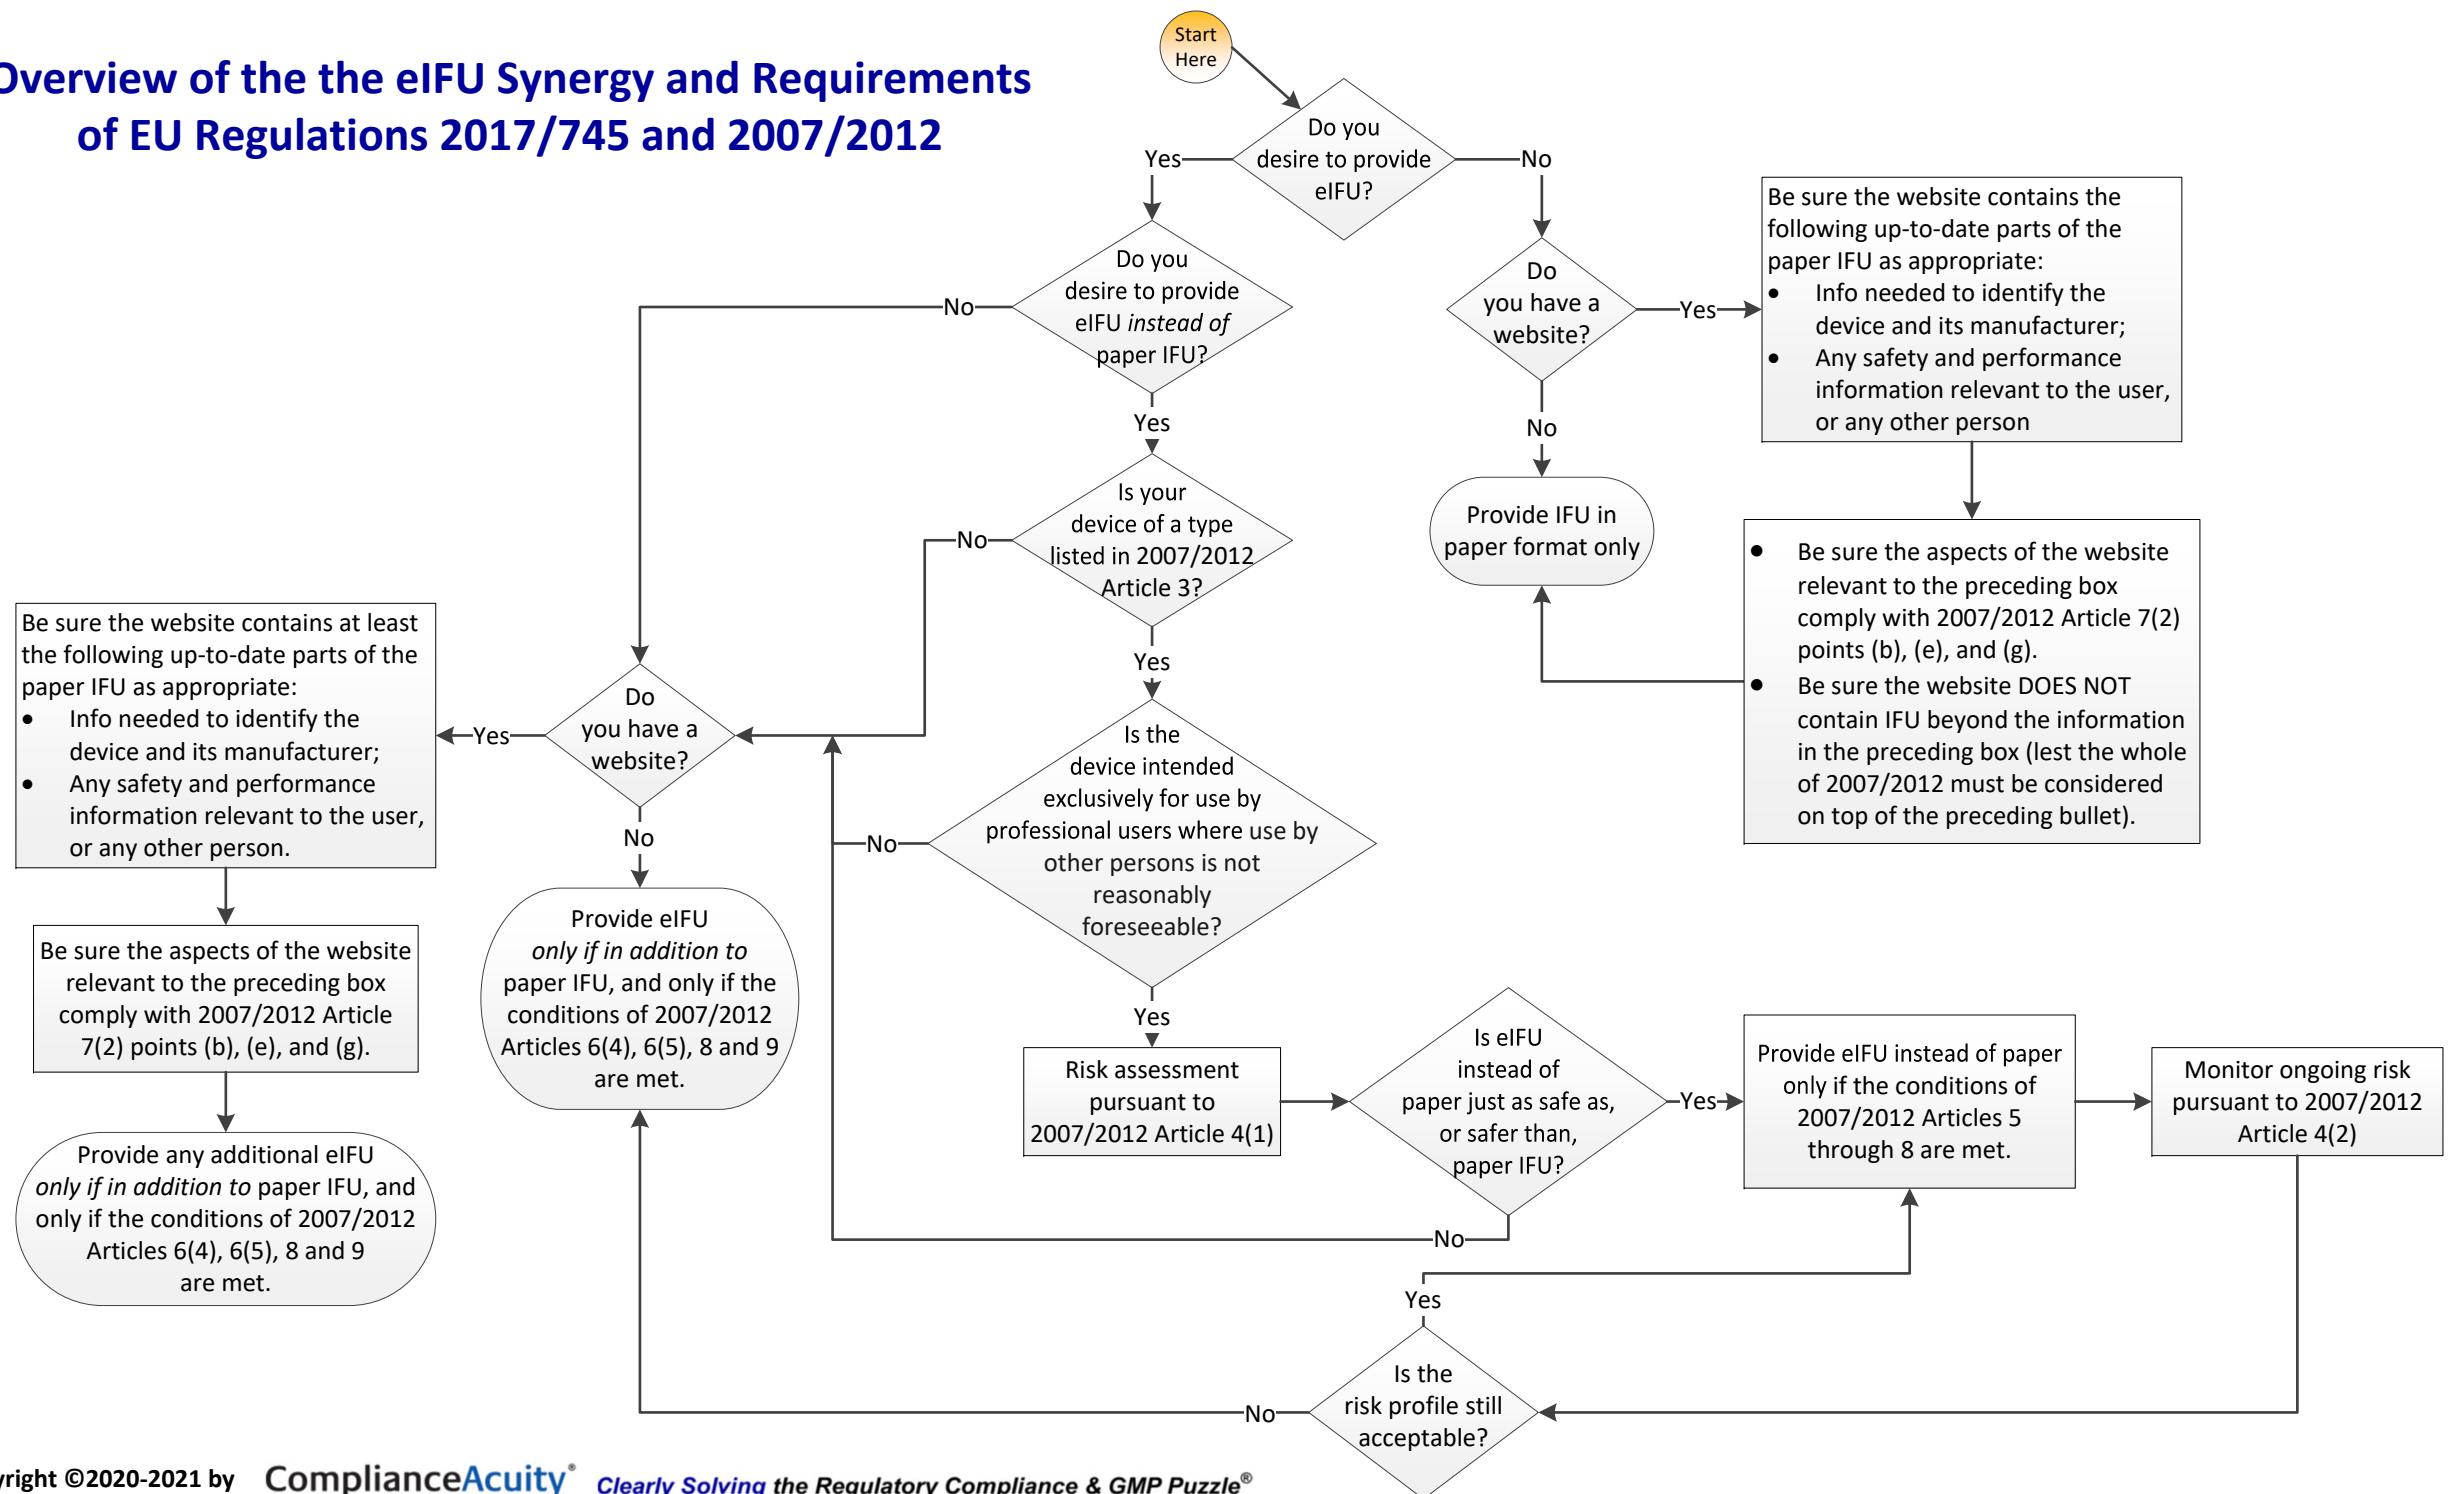 Overview of the the eIFU Synergy and Requirements
of EU Regulations 2017/745 and 2007/2012
Start
Here
Do you
desire to provide
eIFU?
Yes
No
Do you
desire to provide
eIFU instead of
paper IFU?
No
Yes
Do
you have a
website?
Yes
No
Be sure the website contains the
following up-to-date parts of the
paper IFU as appropriate:
• Info needed to identify the
device and its manufacturer;
• Any safety and performance
information relevant to the user,
or any other person
Provide IFU in
paper format only
• Be sure the aspects of the website
relevant to the preceding box
comply with 2007/2012 Article 7(2)
points (b), (e), and (g).
• Be sure the website DOES NOT
contain IFU beyond the information
in the preceding box (lest the whole
of 2007/2012 must be considered
on top of the preceding bullet).
Is your
device of a type
listed in 2007/2012
Article 3?
No
Yes
Be sure the website contains at least
the following up-to-date parts of the
paper IFU as appropriate:
• Info needed to identify the
device and its manufacturer;
• Any safety and performance
information relevant to the user,
or any other person.
Yes
Do
you have a
website?
No
Is the
device intended
exclusively for use by
professional users where use by
other persons is not
reasonably
foreseeable?
No
Yes
Be sure the aspects of the website
relevant to the preceding box
comply with 2007/2012 Article
7(2) points (b), (e), and (g).
Provide eIFU
only if in addition to
paper IFU, and only if the
conditions of 2007/2012
Articles 6(4), 6(5), 8 and 9
are met.
Provide any additional eIFU
only if in addition to paper IFU, and
only if the conditions of 2007/2012
Articles 6(4), 6(5), 8 and 9
are met.
Risk assessment
pursuant to
2007/2012 Article 4(1)
Is eIFU
instead of
paper just as safe as,
or safer than,
paper IFU?
Yes
No
Provide eIFU instead of paper
only if the conditions of
2007/2012 Articles 5
through 8 are met.
Monitor ongoing risk
pursuant to 2007/2012
Article 4(2)
Yes
Is the
risk profile still
acceptable?
No
yright ©2020-2021 by
ComplianceAcuity®
Clearly Solving the Regulatory Compliance & GMP Puzzle®